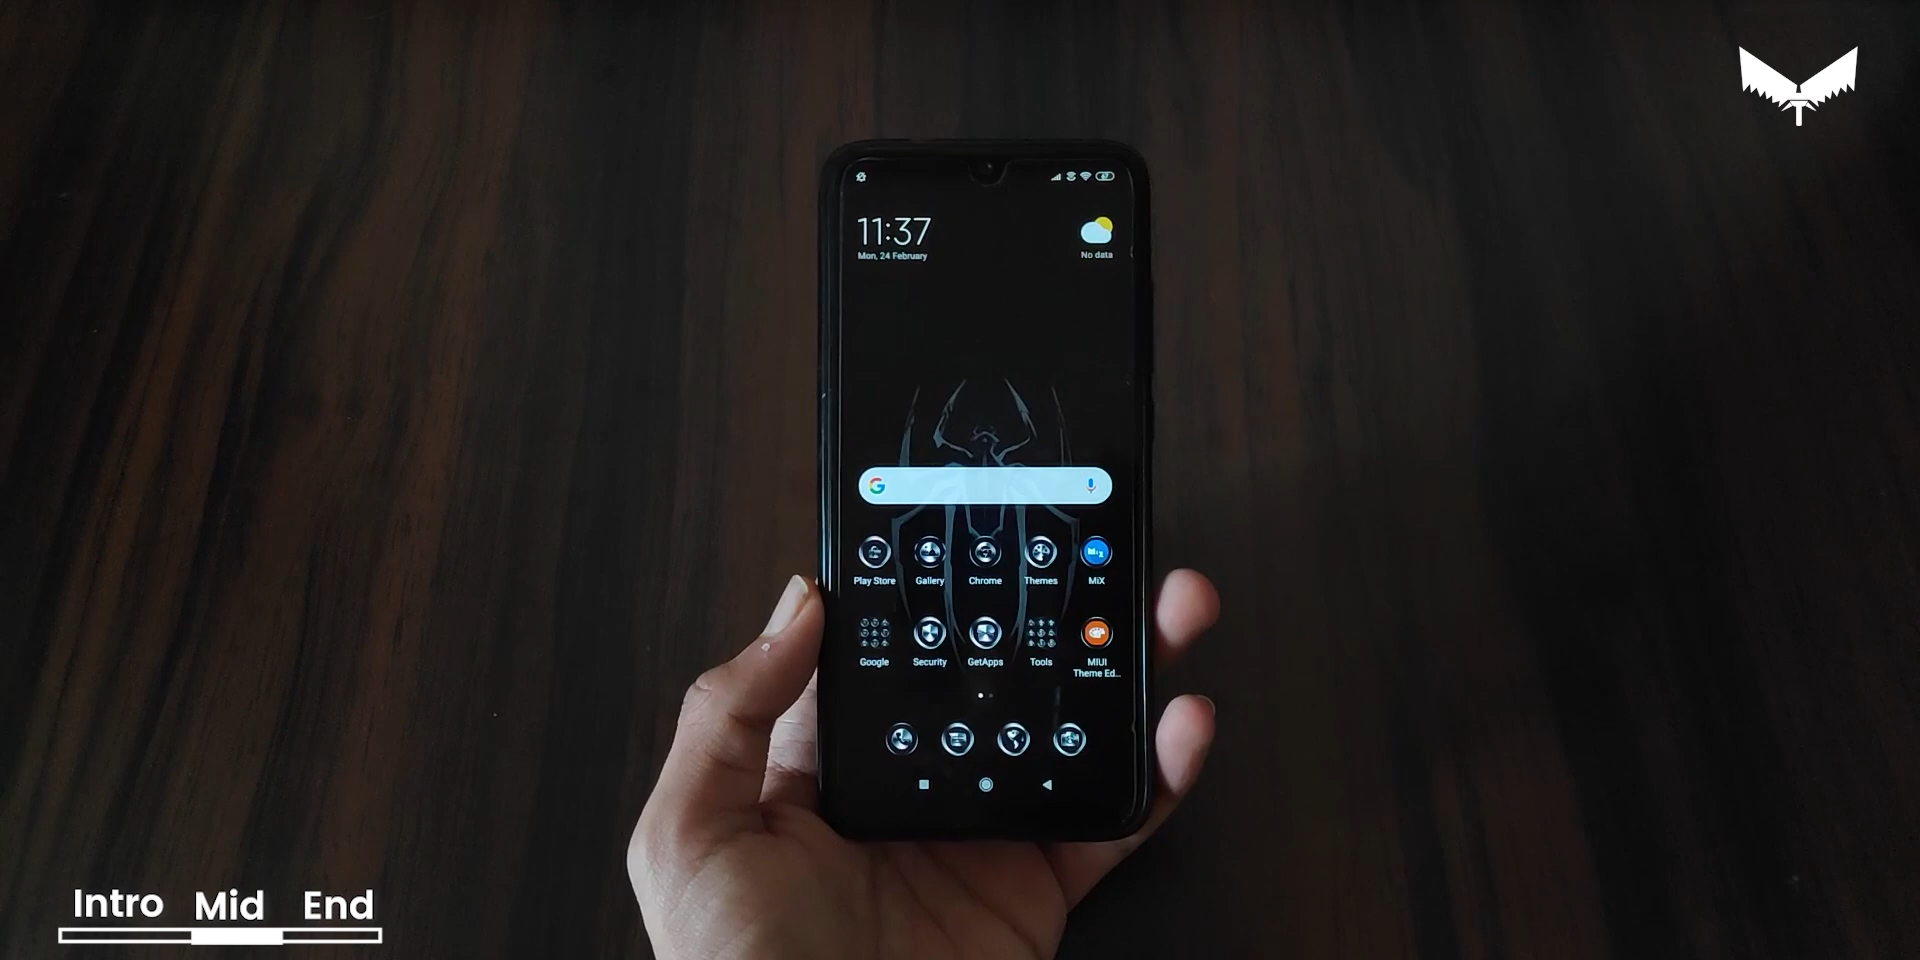 11:37
Mon, 24 February
No data
Play Store Gallery Chrome Themes MiX
Google Security GetApps Tools MIUI
Theme Ed...
Intro Mid End